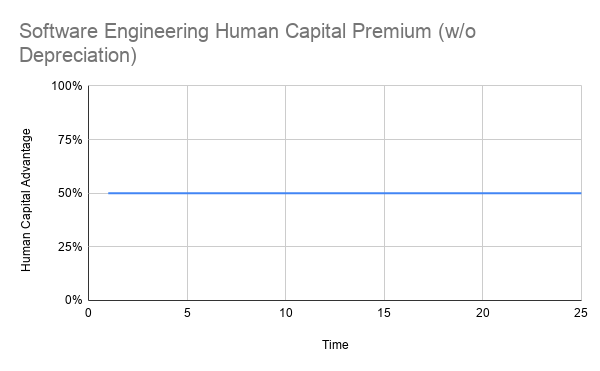 Software Engineering Human Capital Premium (w/o
Depreciation)
100%
75%
50%
25%
0%
Human Capital Advantage
0 5 10 15 20 25
Time